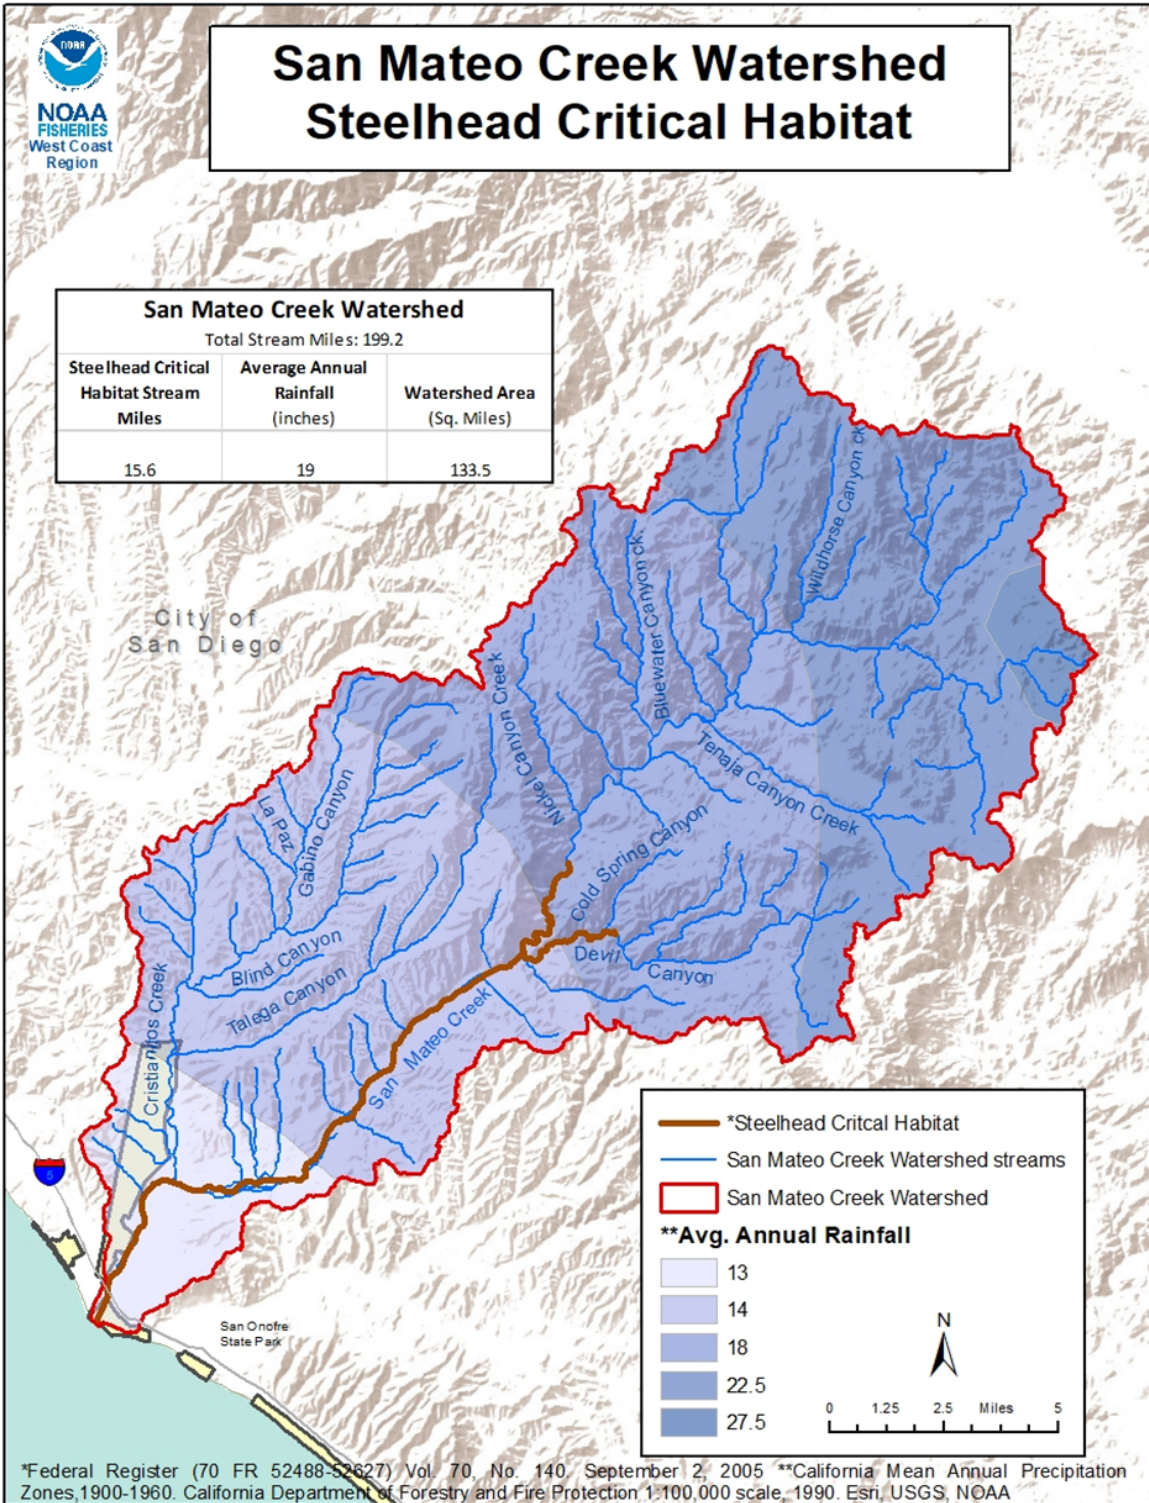 San Mateo Creek Watershed
Steelhead Critical Habitat
NOAA
NOAA
FISHERIES
West Coast
Region
San Mateo Creek Watershed
Total Stream Miles: 199.2
Steelhead Critical
Habitat Stream
Miles
Average Annual
Rainfall
(inches)
Watershed Area
(Sq. Miles)
15.6
19
133.5
City of
San Diego
Wildhorse Canyon ck
Bluewater Canyon ck.
Nickel Canyon Creek
Tenaja Canyon Creek
La Paz
Gabino Canyon
Cold Spring Canyon
Blind Canyon
Talega Canyon
Devil Canyon
Cristianitos Creek
San Mateo Creek
5
San Onofre
State Park
*Steelhead Critcal Habitat
San Mateo Creek Watershed streams
San Mateo Creek Watershed
**Avg. Annual Rainfall
13
14
18
22.5
27.5
N
0 1.25 2.5 Miles 5
*Federal Register (70 FR 52488-52627) Vol. 70, No. 140, September 2, 2005 **California Mean Annual Precipitation
Zones,1900-1960. California Department of Forestry and Fire Protection 1:100,000 scale, 1990. Esri, USGS, NOAA